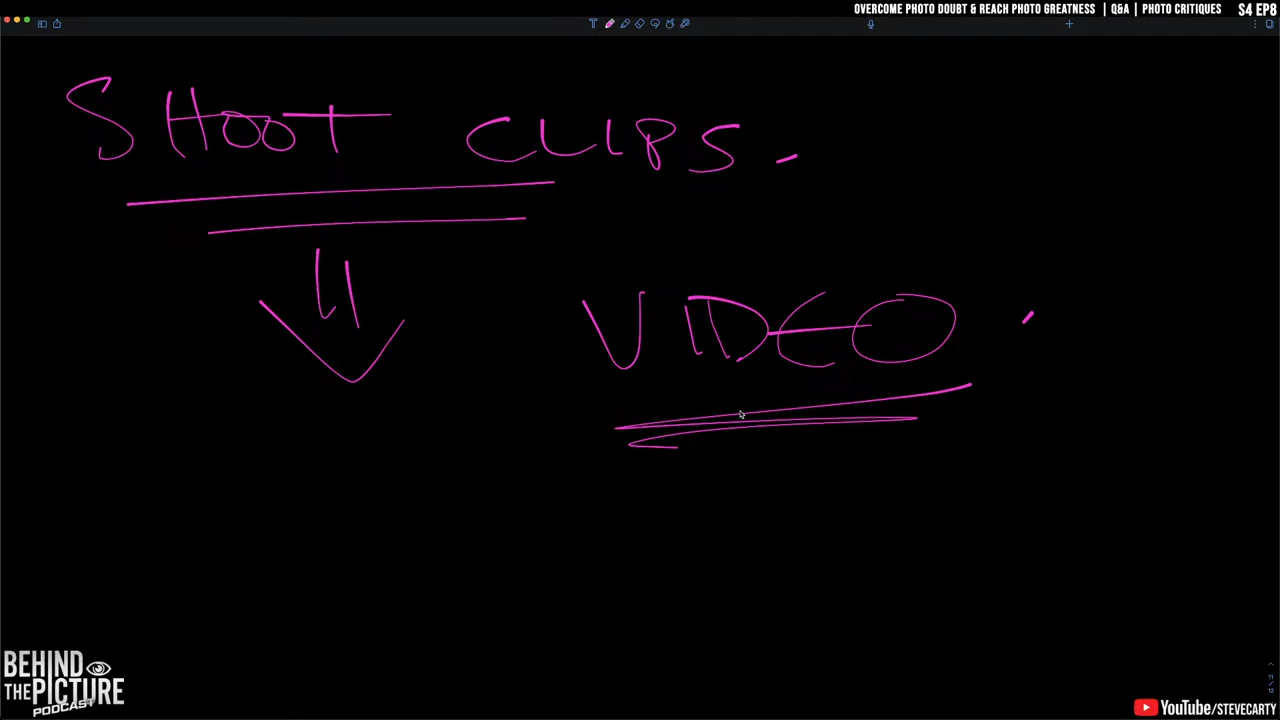 OVERCOME PHOTO DOUBT & REACH PHOTO GREATNESS | Q&A | PHOTO CRITIQUES S4 EP8
T
SHOOT CLIPS.
VIDEO.
BEHIND
THE PICTURE
PODCAST
YouTube/STEVECARTY